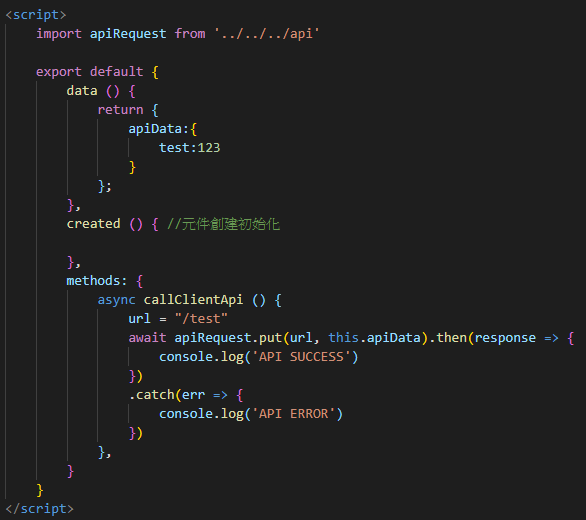 <script>
import apiRequest from '../../../api'
export default {
data () {
return {
apiData:{
test:123
}
};
},
created () { //元件創建初始化
},
methods: {
async callClientApi () {
url = "/test"
await apiRequest.put(url, this.apiData).then(response => {
console.log('API SUCCESS')
})
.catch(err => {
console.log('API ERROR')
})
},
}
}
</script>